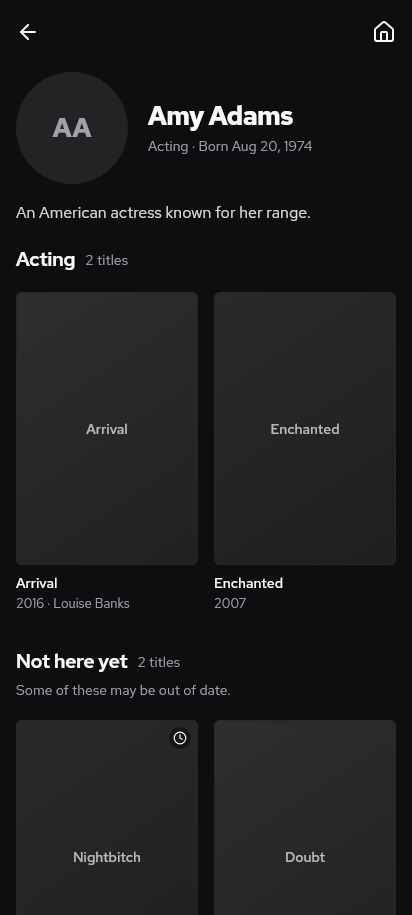 AA
Amy Adams
Acting · Born Aug 20, 1974
An American actress known for her range.
Acting 2 titles
Arrival
Enchanted
Arrival
2016 · Louise Banks
Enchanted
2007
Not here yet 2 titles
Some of these may be out of date.
Nightbitch
Doubt